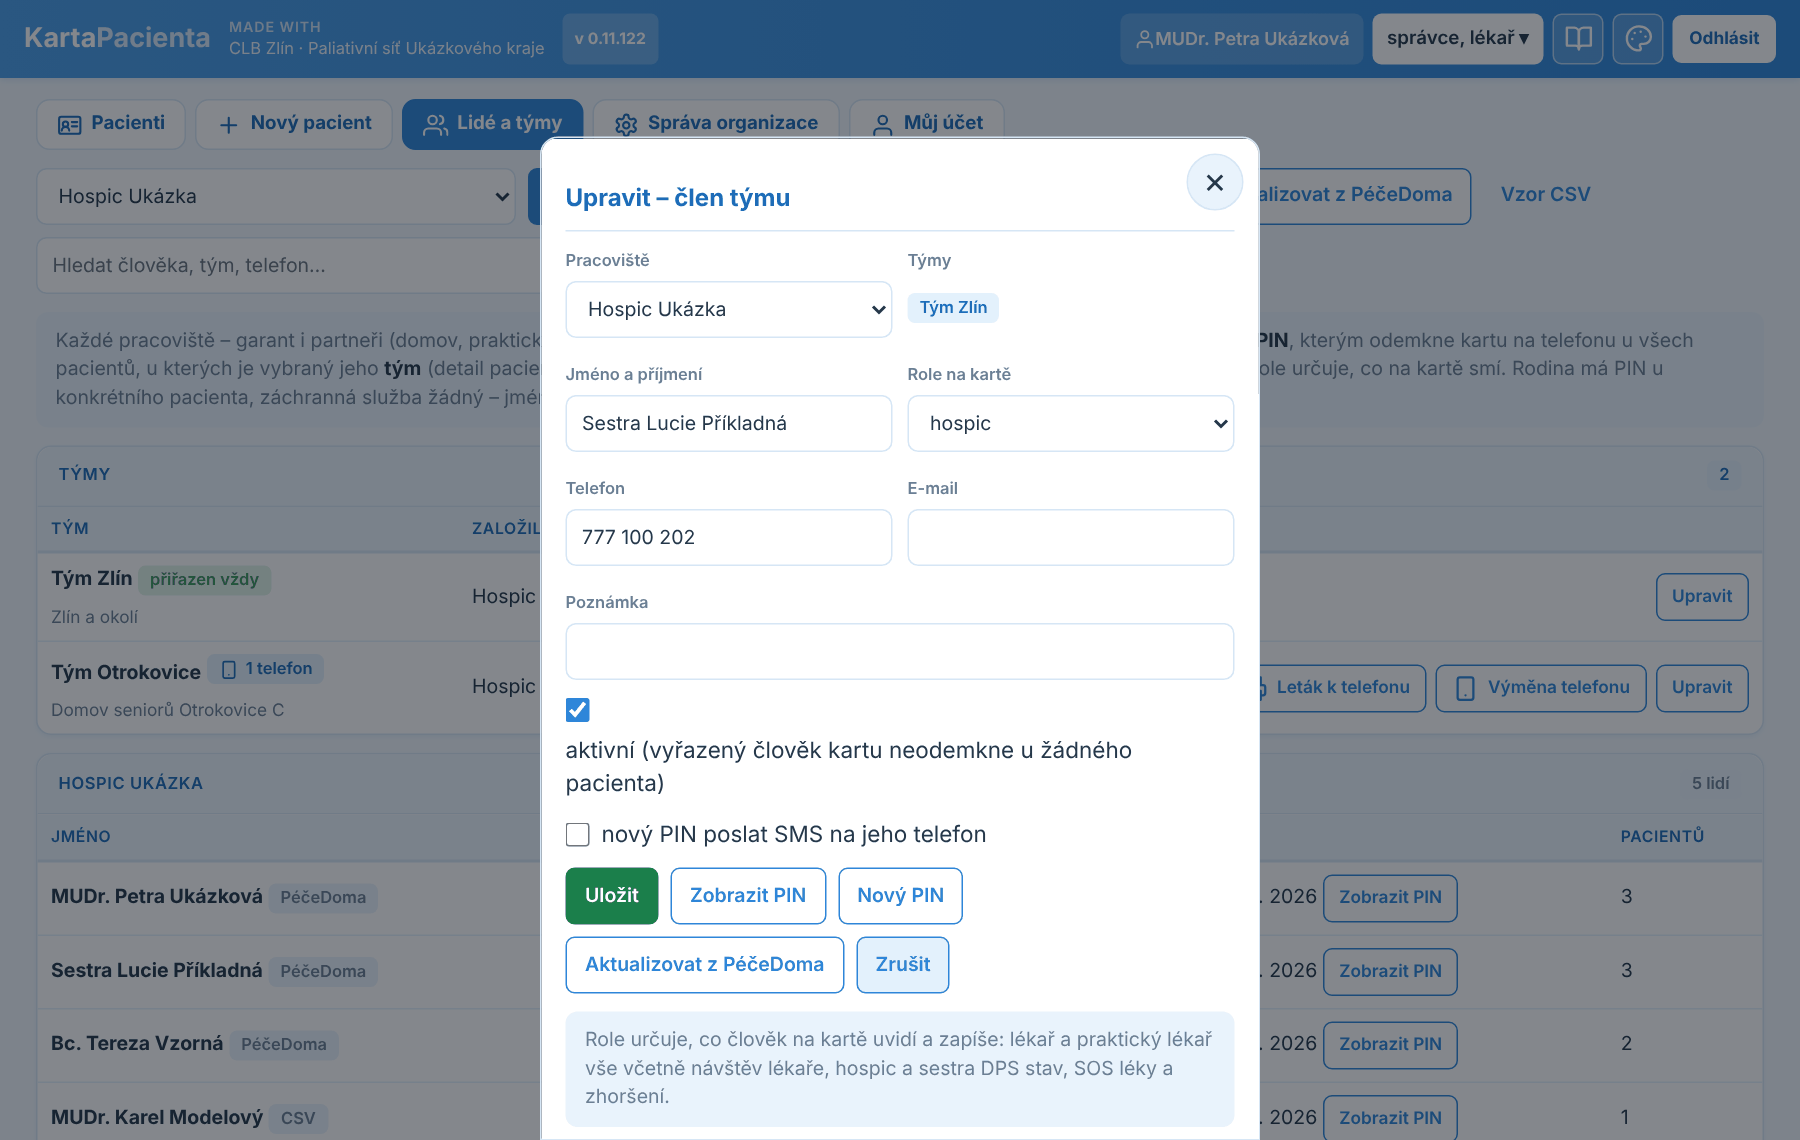 KartaPacienta
MADE WITH
CLB Zlín · Paliativní síť Ukázkového kraje
v 0.11.122
MUDr. Petra Ukázková
správce, lékař ▾
Odhlásit
Pacienti
Nový pacient
Lidé a týmy
Správa organizace
Můj účet
Hospic Ukázka
alizovat z PéčeDoma
Vzor CSV
Hledat člověka, tým, telefon...
Každé pracoviště – garant i partneři (domov, praktick
PIN, kterým odemkne kartu na telefonu u všech
pacientů, u kterých je vybraný jeho tým (detail pacie
ole určuje, co na kartě smí. Rodina má PIN u
konkrétního pacienta, záchranná služba žádný – jmé
TÝMY
2
TÝM
ZALOŽIL
Tým Zlín přiřazen vždy
Zlín a okolí
Hospic
Upravit
Tým Otrokovice 1 telefon
Domov seniorů Otrokovice C
Hospic
Leták k telefonu
Výměna telefonu
Upravit
HOSPIC UKÁZKA
5 lidí
JMÉNO
PACIENTŮ
MUDr. Petra Ukázková PéčeDoma
. 2026 Zobrazit PIN 3
Sestra Lucie Příkladná PéčeDoma
. 2026 Zobrazit PIN 3
Bc. Tereza Vzorná PéčeDoma
. 2026 Zobrazit PIN 2
MUDr. Karel Modelový CSV
. 2026 Zobrazit PIN 1
Upravit – člen týmu
Pracoviště
Týmy
Hospic Ukázka
Tým Zlín
Jméno a příjmení
Role na kartě
Sestra Lucie Příkladná
hospic
Telefon
E-mail
777 100 202
Poznámka
aktivní (vyřazený člověk kartu neodemkne u žádného
pacienta)
nový PIN poslat SMS na jeho telefon
Uložit
Zobrazit PIN
Nový PIN
Aktualizovat z PéčeDoma
Zrušit
Role určuje, co člověk na kartě uvidí a zapíše: lékař a praktický lékař
vše včetně návštěv lékaře, hospic a sestra DPS stav, SOS léky a
zhoršení.